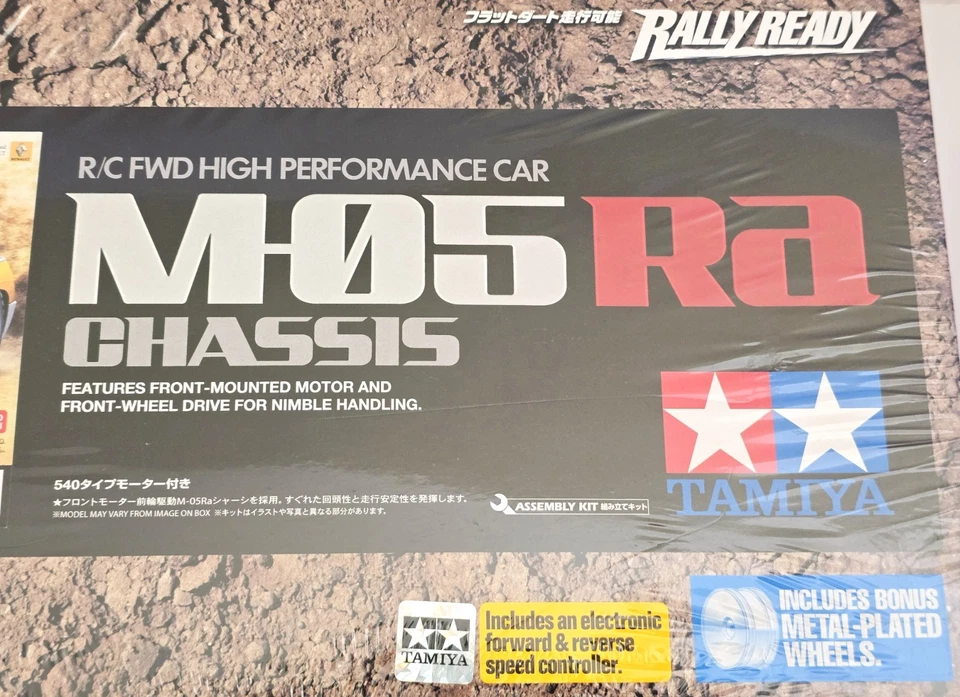 フラットダート走行可能 RALLY READY
R/C FWD HIGH PERFORMANCE CAR
M-05 Ra
CHASSIS
FEATURES FRONT-MOUNTED MOTOR AND
FRONT-WHEEL DRIVE FOR NIMBLE HANDLING.
TAMIYA
540タイプモーター付き
★フロントモーター前輪駆動M-05Raシャーシを採用。すぐれた回頭性と走行安定性を発揮します。
※MODEL MAY VARY FROM IMAGE ON BOX ※キットはイラストや写真と異なる部分があります。
ASSEMBLY KIT 組み立てキット
TAMIYA
Includes an electronic
forward & reverse
speed controller.
INCLUDES BONUS
METAL-PLATED
WHEELS.